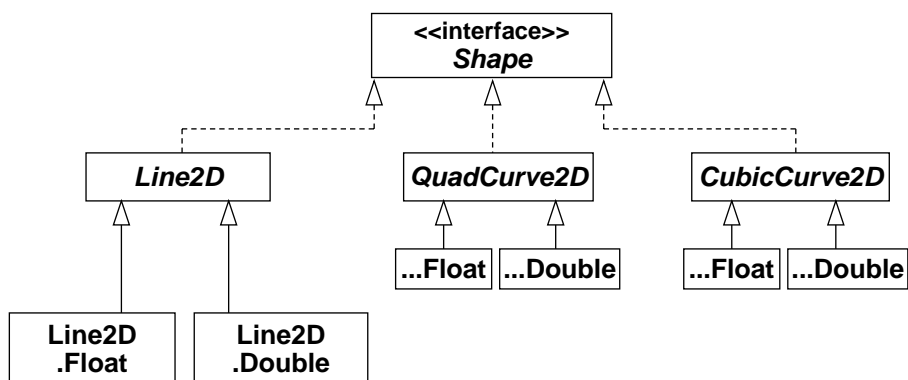 <<interface>>
Shape
Line2D
QuadCurve2D
CubicCurve2D
...Float
...Double
...Float
...Double
Line2D
.Float
Line2D
.Double